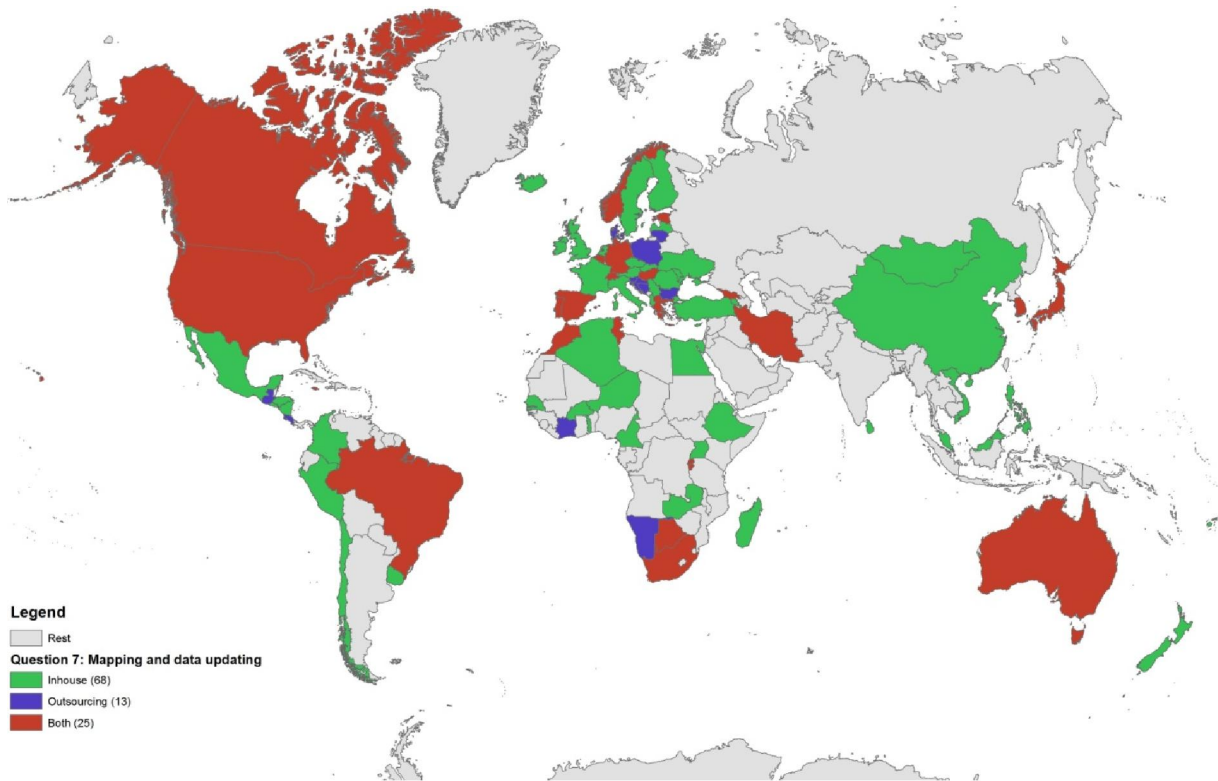 Legend
Rest
Question 7: Mapping and data updating
Inhouse (68)
Outsourcing (13)
Both (25)